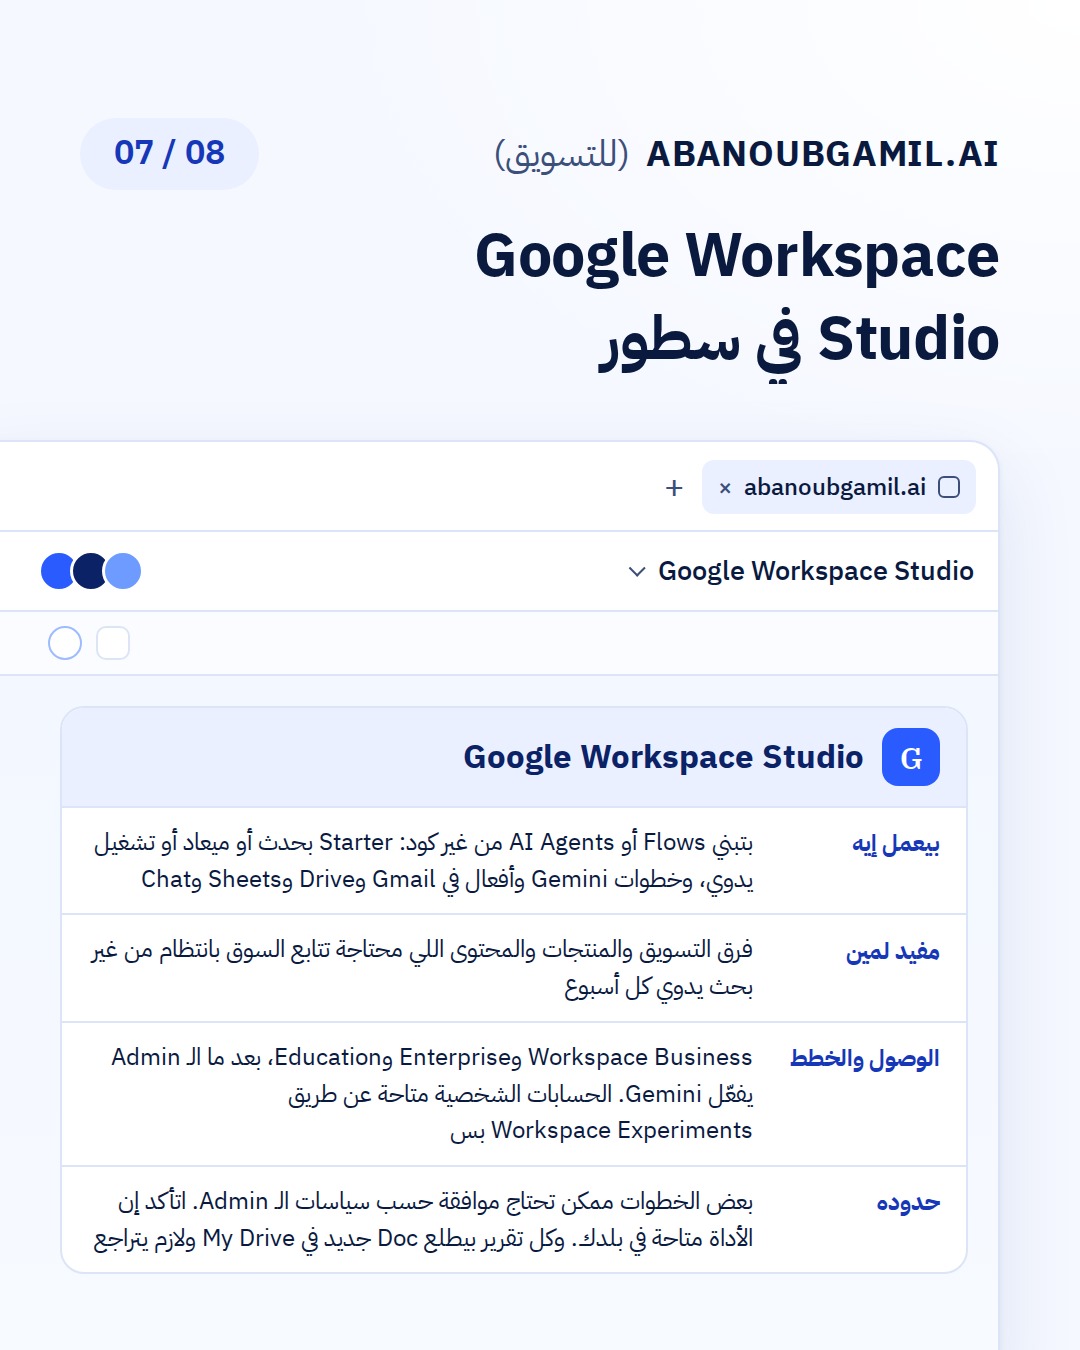 ABANOUBGAMIL.AI (للتسويق)
07 / 08
Google Workspace
Studio في سطور
abanoubgamil.ai × +
Google Workspace Studio
G Google Workspace Studio
بيعمل إيه
بتبني Flows أو AI Agents من غير كود: Starter بحدث أو ميعاد أو تشغيل
يدوي، وخطوات Gemini وأفعال في Gmail وDrive وSheets وChat
مفيد لمين
فرق التسويق والمنتجات والمحتوى اللي محتاجة تتابع السوق بانتظام من غير
بحث يدوي كل أسبوع
الوصول والخطط
Workspace Business وEnterprise وEducation، بعد ما الـ Admin
يفعّل Gemini. الحسابات الشخصية متاحة عن طريق
Workspace Experiments بس
حدوده
بعض الخطوات ممكن تحتاج موافقة حسب سياسات الـ Admin. اتأكد إن
الأداة متاحة في بلدك. وكل تقرير بيطلع Doc جديد في My Drive ولازم يتراجع